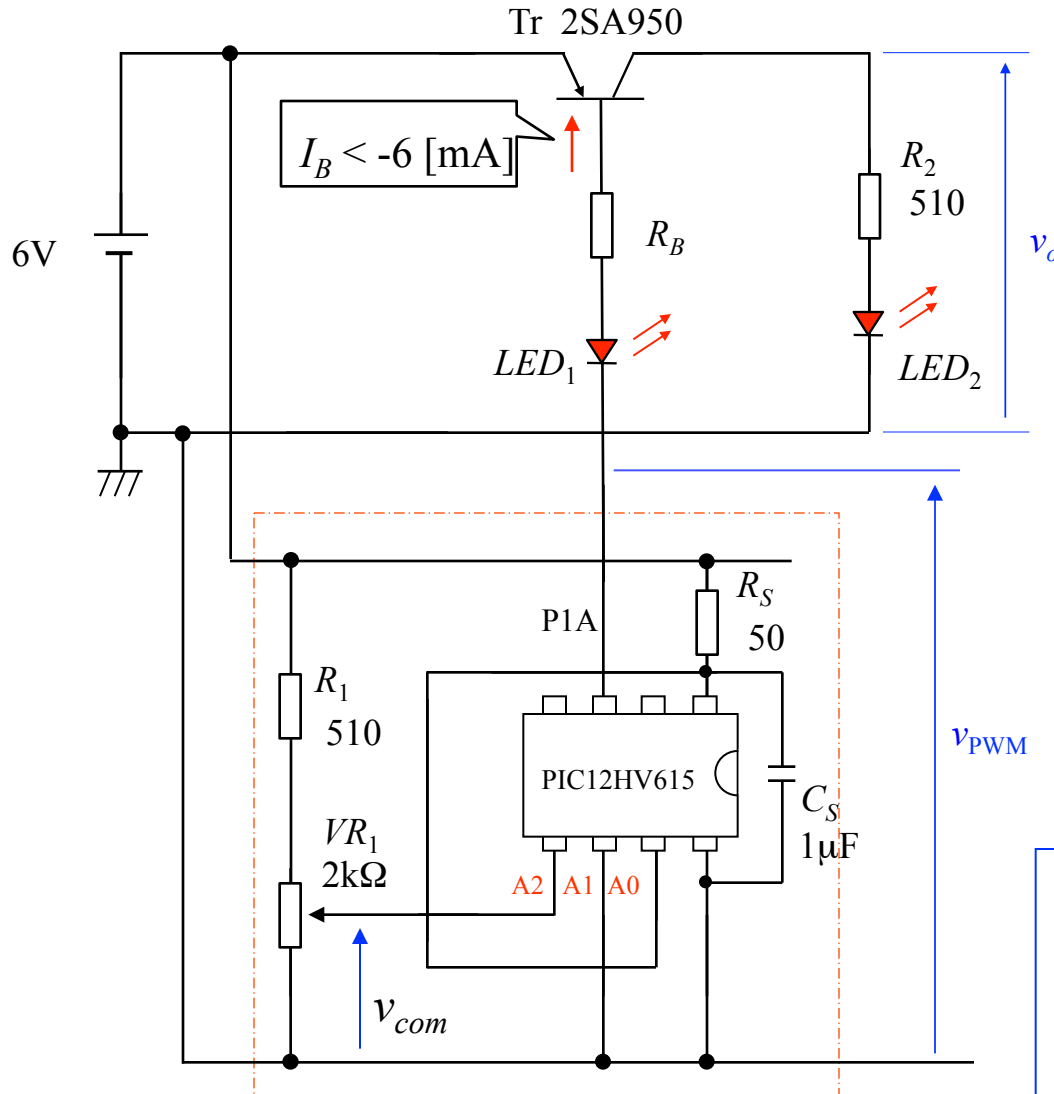 Tr 2SA950
I_B < -6 [mA]
R_2
510
R_B
6V
v_o
LED_1
LED_2
R_S
50
P1A
R_1
510
v_PWM
PIC12HV615
C_S
1µF
VR_1
2kΩ
A2 A1 A0
v_com